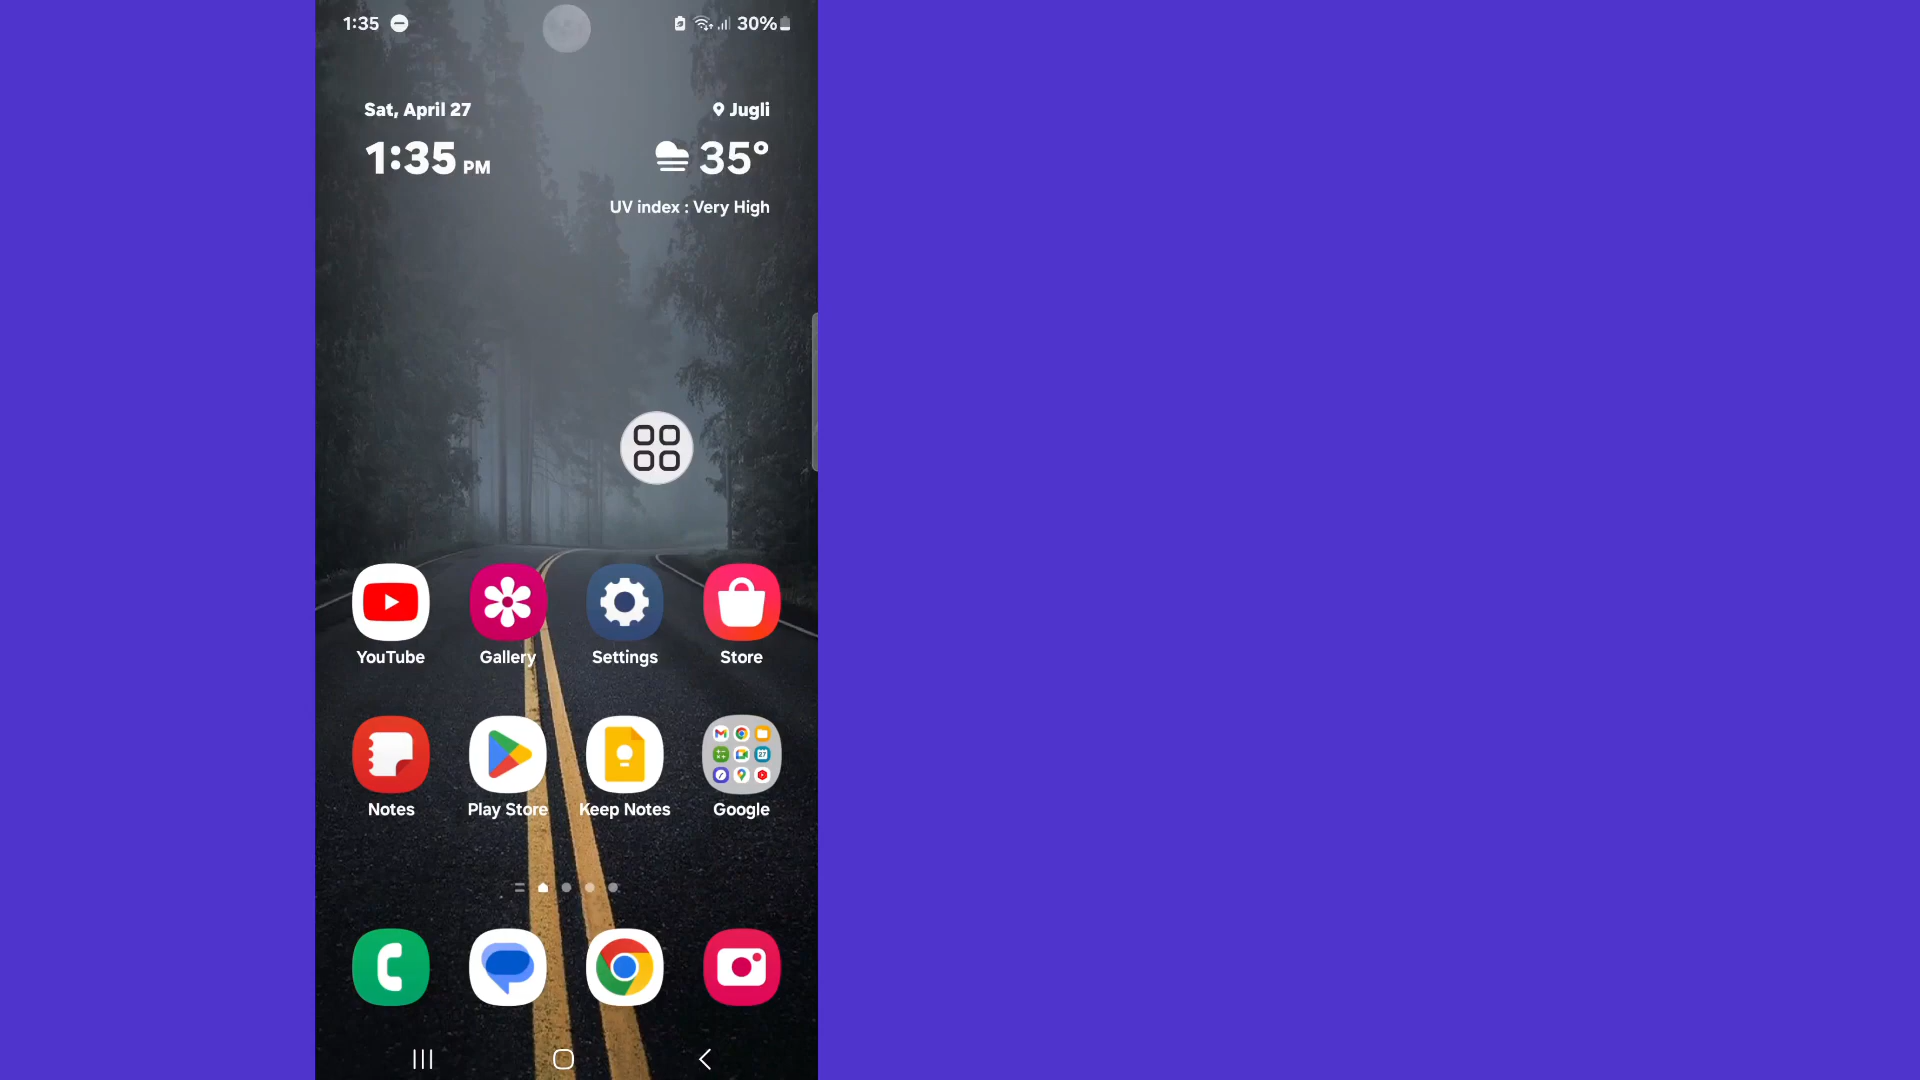 1:35
30%
Sat, April 27
Jugli
1:35 PM
35°
UV index : Very High
YouTube
Gallery
Settings
Store
Notes
Play Store
Keep Notes
Google